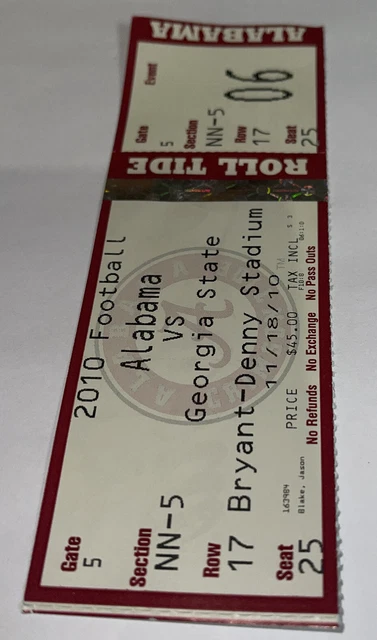 ALABAMA
Event
06
Gate
5
Section
NN-5
Row
17
Seat
25
ROLL TIDE
2010 Football
Alabama
VS
Georgia State
Bryant-Denny Stadium
11/18/10
PRICE $45.00 TAX INCL
No Refunds No Exchange No Pass Outs
163984
Blake, Jason
Gate
5
Section
NN-5
Row
17
Seat
25